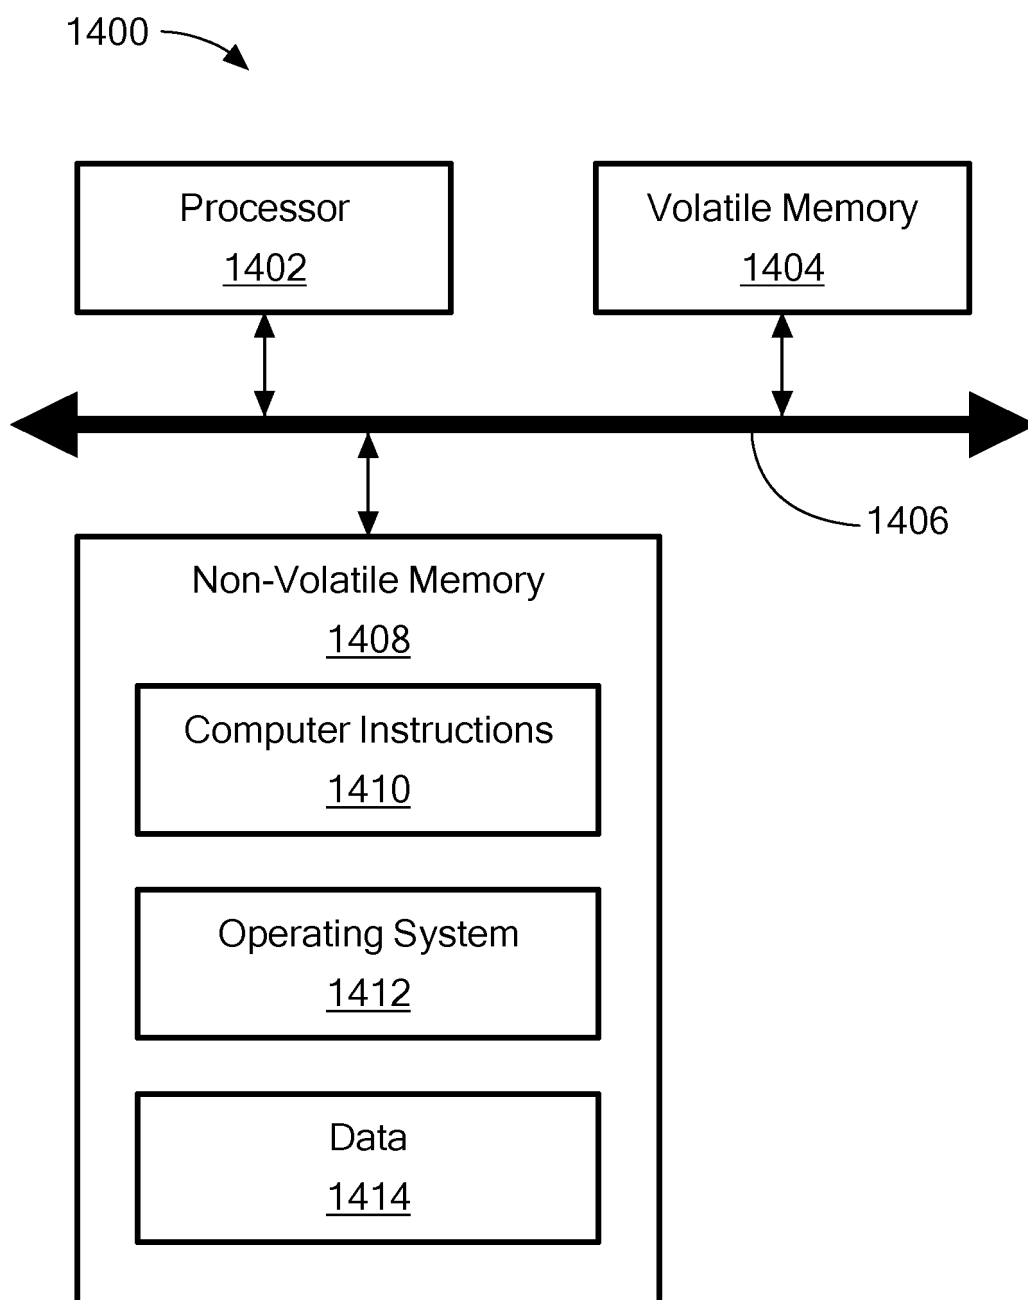 1400
Processor
1402
Volatile Memory
1404
1406
Non-Volatile Memory
1408
Computer Instructions
1410
Operating System
1412
Data
1414